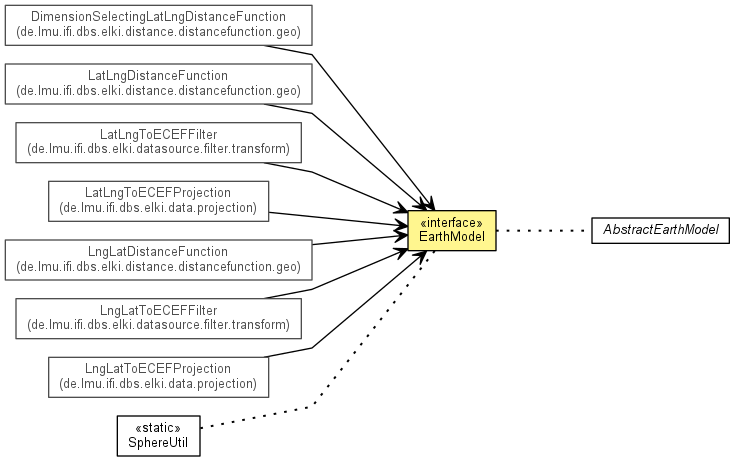 DimensionSelectingLatLngDistanceFunction
(de.lmu.ifi.dbs.elki.distance.distancefunction.geo)
LatLngDistanceFunction
(de.lmu.ifi.dbs.elki.distance.distancefunction.geo)
LatLngToECEFFilter
(de.lmu.ifi.dbs.elki.datasource.filter.transform)
LatLngToECEFProjection
(de.lmu.ifi.dbs.elki.data.projection)
«interface»
EarthModel
AbstractEarthModel
LngLatDistanceFunction
(de.lmu.ifi.dbs.elki.distance.distancefunction.geo)
LngLatToECEFFilter
(de.lmu.ifi.dbs.elki.datasource.filter.transform)
LngLatToECEFProjection
(de.lmu.ifi.dbs.elki.data.projection)
«static»
SphereUtil